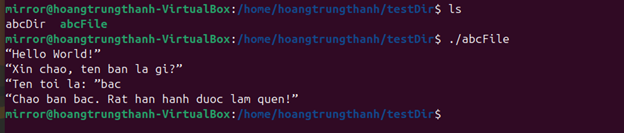 mirror@hoangtrungthanh-VirtualBox:/home/hoangtrungthanh/testDir$ ls
abcDir  abcFile
mirror@hoangtrungthanh-VirtualBox:/home/hoangtrungthanh/testDir$ ./abcFile
“Hello World!”
“Xin chao, ten ban la gi?”
“Ten toi la: ”bac
“Chao ban bac. Rat han hanh duoc lam quen!”
mirror@hoangtrungthanh-VirtualBox:/home/hoangtrungthanh/testDir$